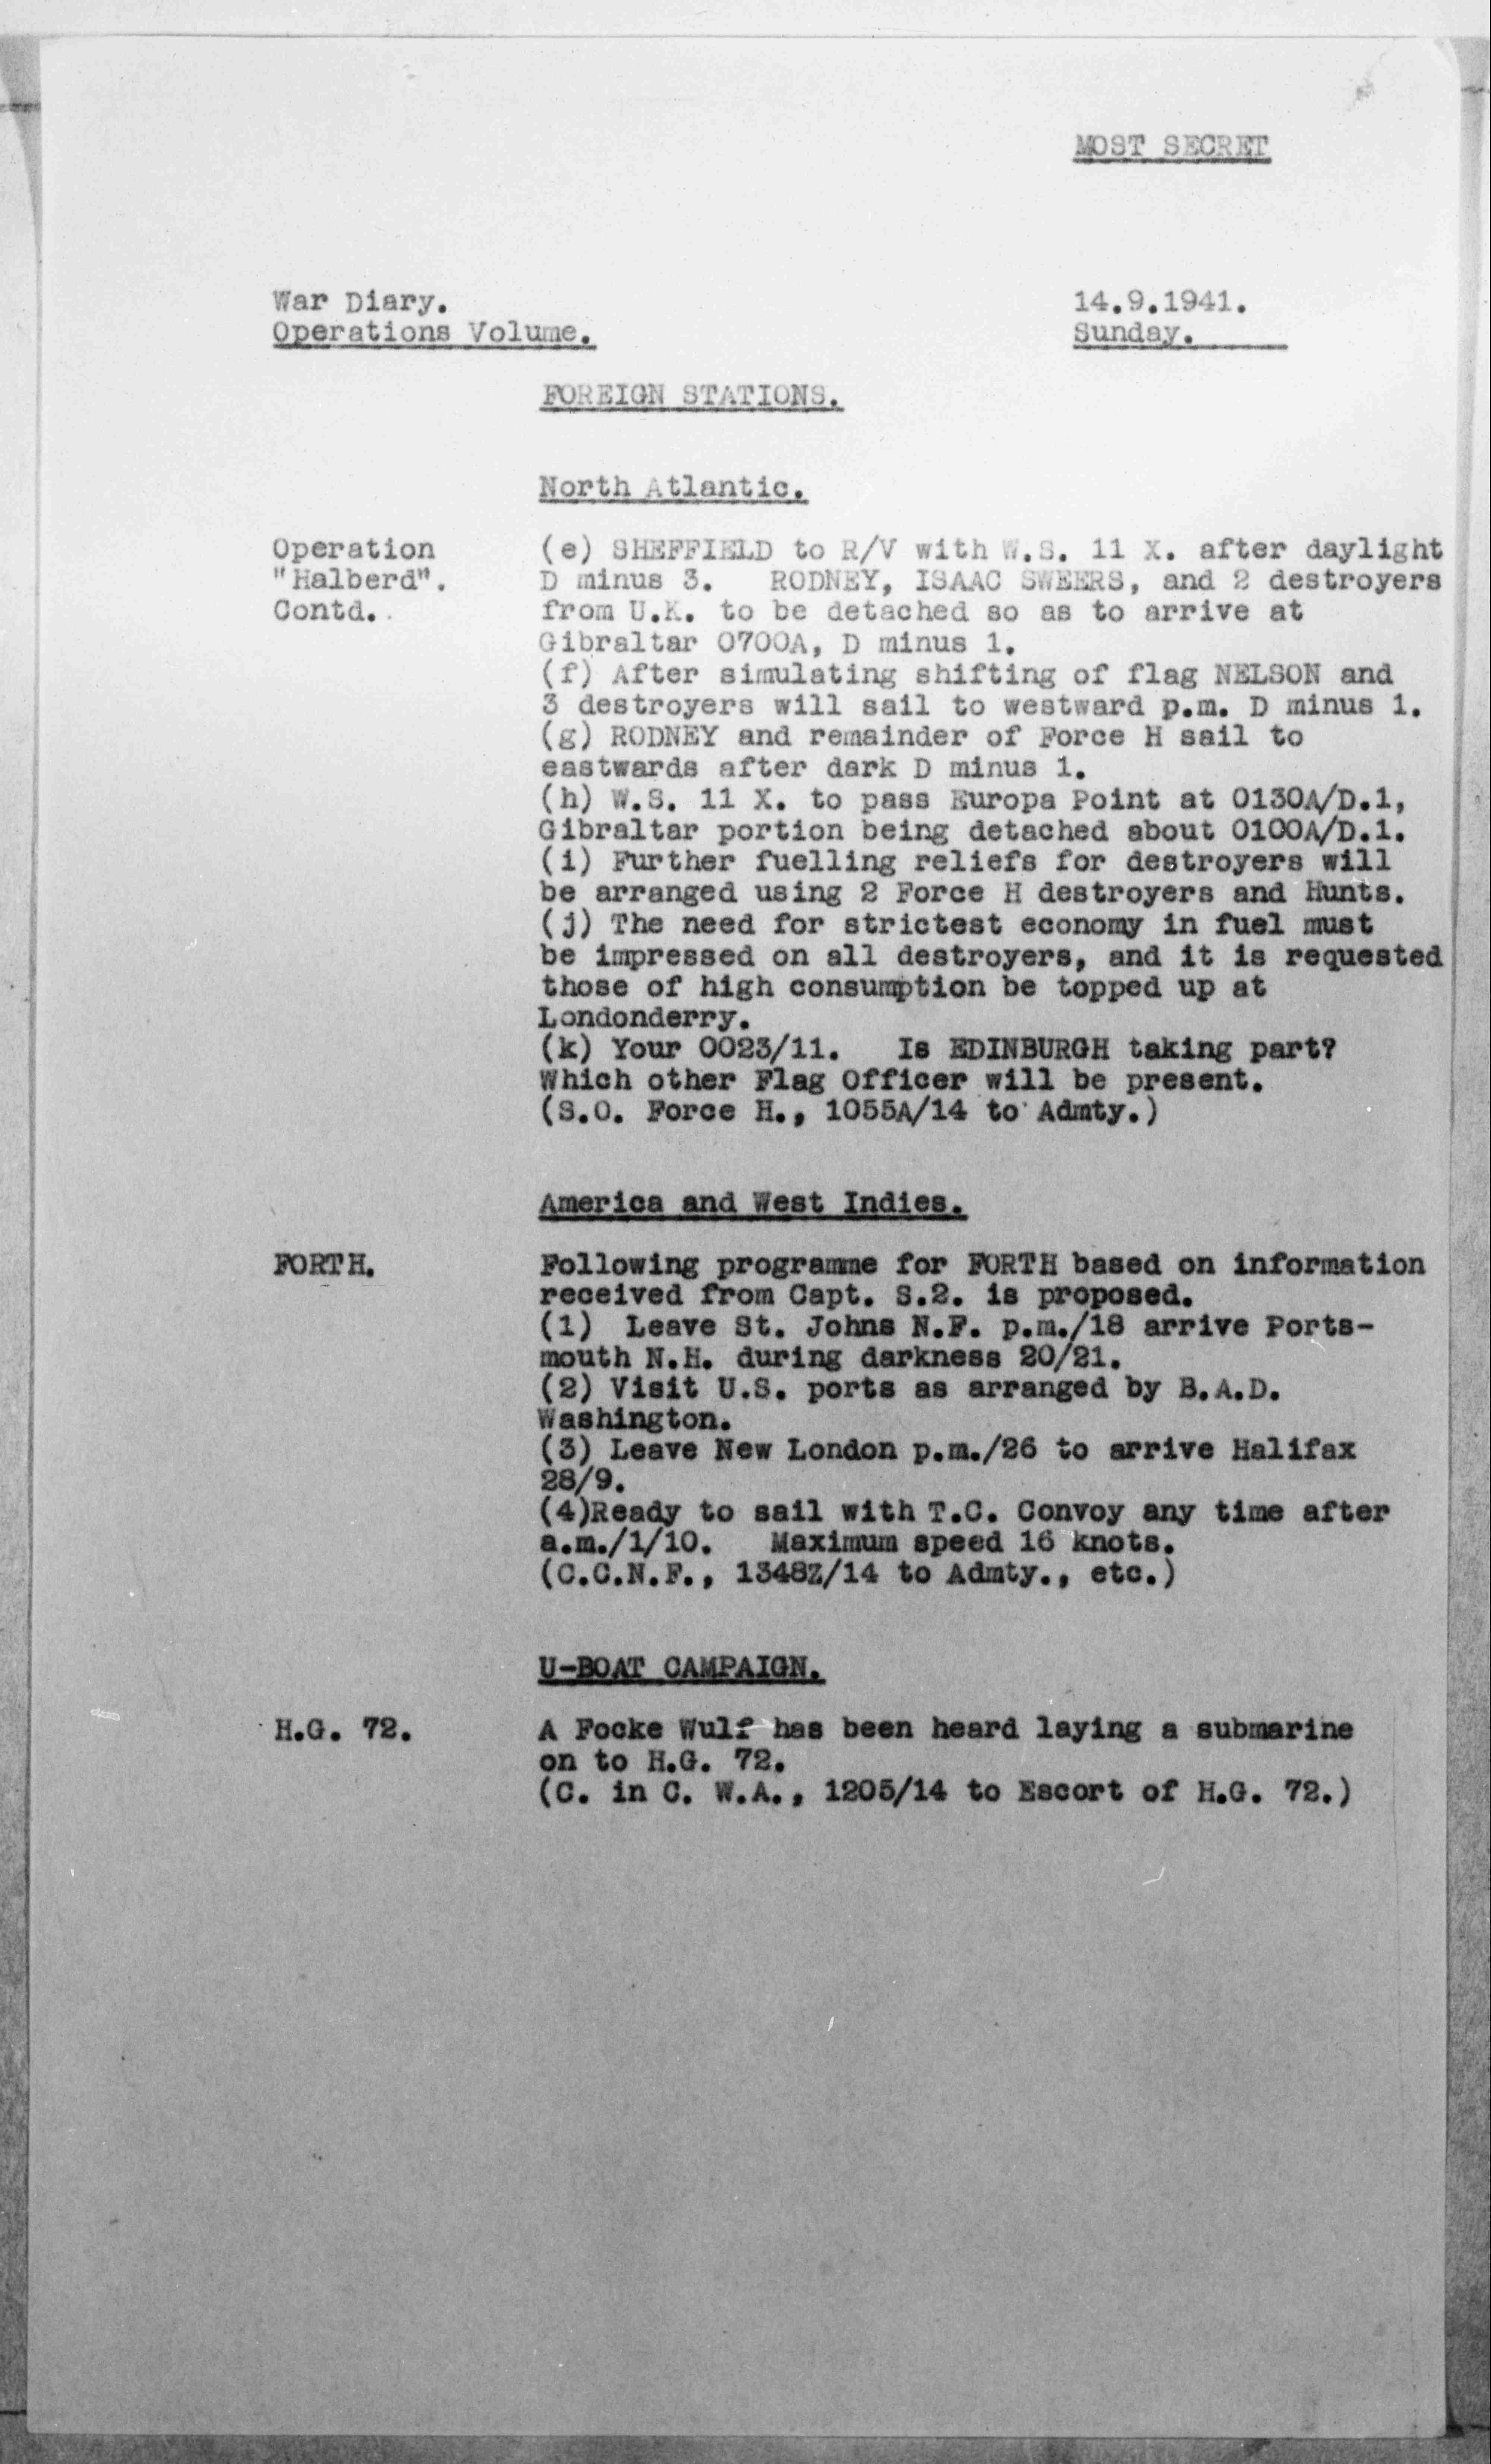 MOST SECRET
War Diary.
Operations Volume.
14.9.1941.
Sunday.
FOREIGN STATIONS.
North Atlantic.
Operation
"Halberd".
Contd.
(e) SHEFFIELD to R/V with W.S. 11 X. after daylight
D minus 3. RODNEY, ISAAC SWEERS, and 2 destroyers
from U.K. to be detached so as to arrive at
Gibraltar 0700A, D minus 1.
(f) After simulating shifting of flag NELSON and
3 destroyers will sail to westward p.m. D minus 1.
(g) RODNEY and remainder of Force H sail to
eastwards after dark D minus 1.
(h) W.S. 11 X. to pass Europa Point at 0130A/D.1,
Gibraltar portion being detached about 0100A/D.1.
(i) Further fuelling reliefs for destroyers will
be arranged using 2 Force H destroyers and Hunts.
(j) The need for strictest economy in fuel must
be impressed on all destroyers, and it is requested
those of high consumption be topped up at
Londonderry.
(k) Your 0023/11. Is EDINBURGH taking part?
Which other Flag Officer will be present.
(S.O. Force H., 1055A/14 to Admty.)
America and West Indies.
FORTH.
Following programme for FORTH based on information
received from Capt. S.2. is proposed.
(1) Leave St. Johns N.F. p.m./18 arrive Ports-
mouth N.H. during darkness 20/21.
(2) Visit U.S. ports as arranged by B.A.D.
Washington.
(3) Leave New London p.m./26 to arrive Halifax
28/9.
(4)Ready to sail with T.C. Convoy any time after
a.m./1/10. Maximum speed 16 knots.
(C.C.N.F., 1348Z/14 to Admty., etc.)
U-BOAT CAMPAIGN.
H.G. 72.
A Focke Wulf has been heard laying a submarine
on to H.G. 72.
(C. in C. W.A., 1205/14 to Escort of H.G. 72.)